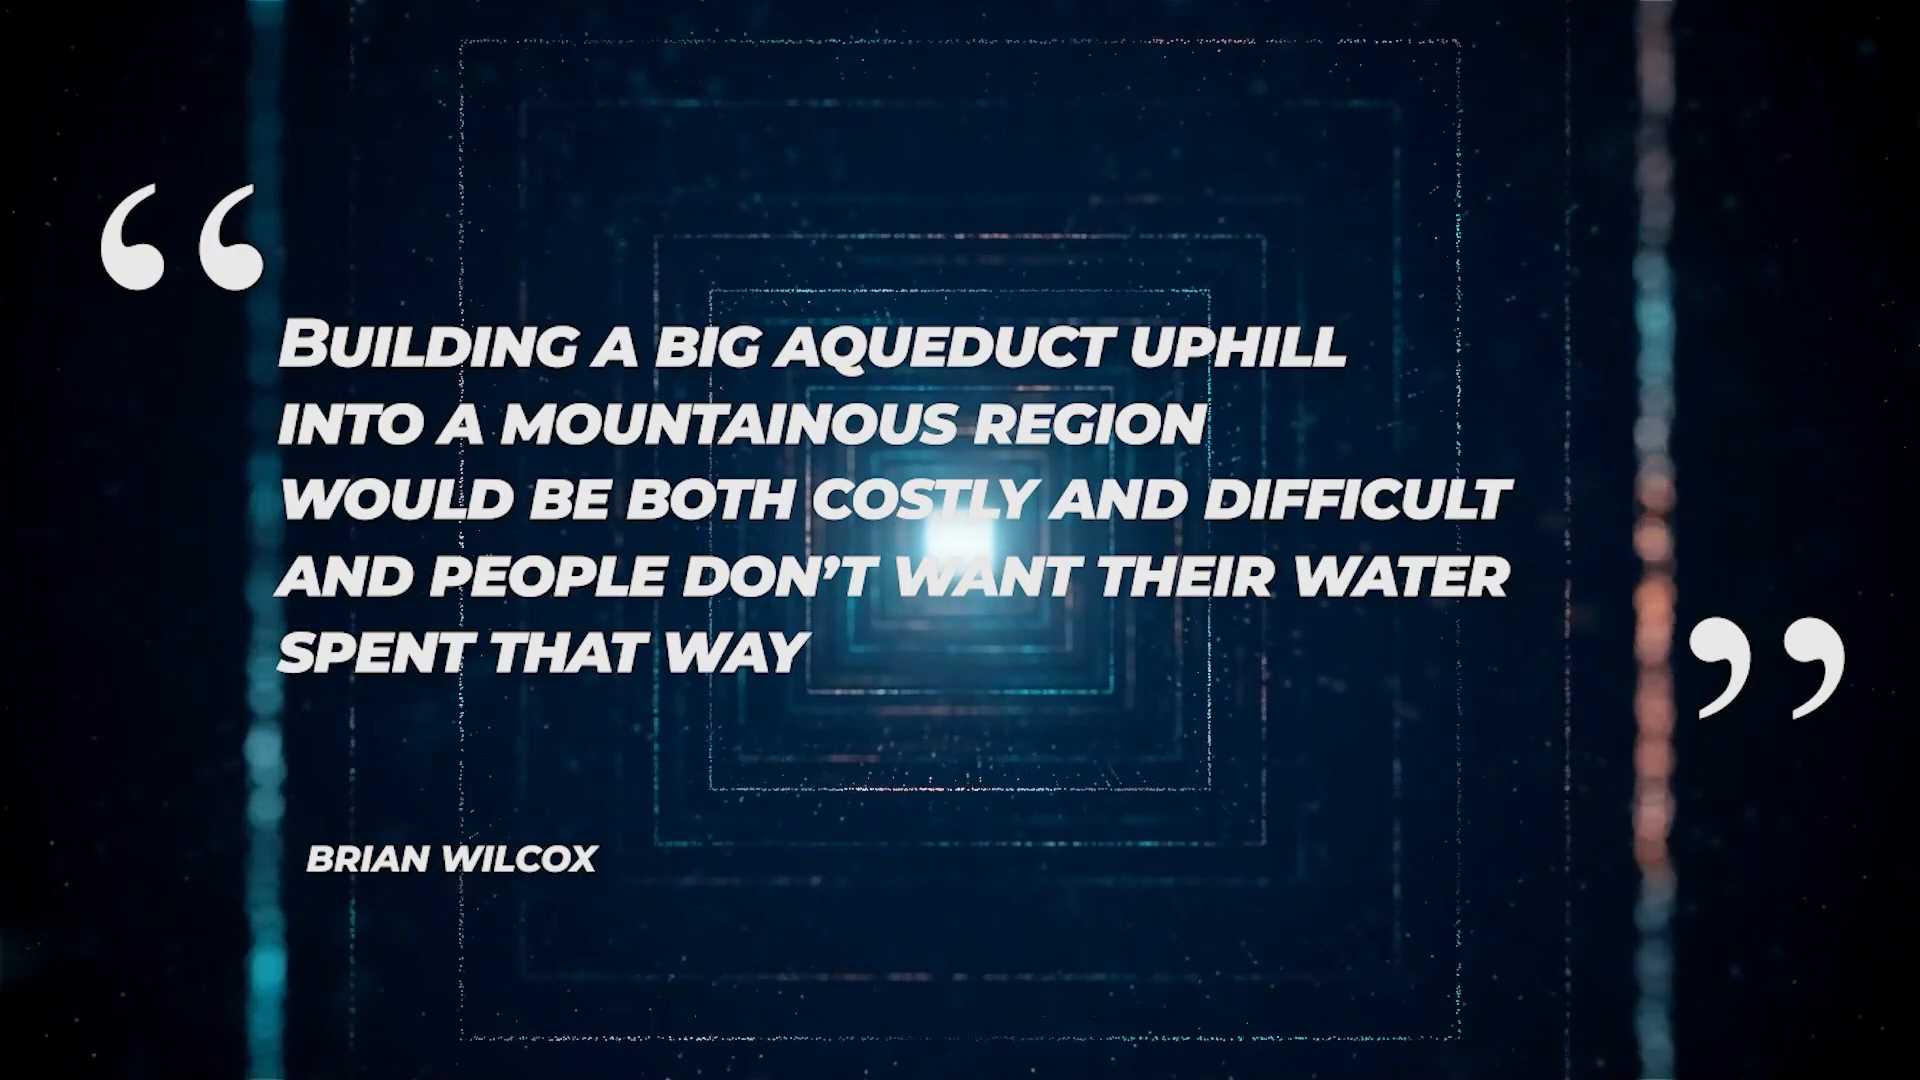 “
BUILDING A BIG AQUEDUCT UPHILL
INTO A MOUNTAINOUS REGION
WOULD BE BOTH COSTLY AND DIFFICULT
AND PEOPLE DON’T WANT THEIR WATER
SPENT THAT WAY
”
BRIAN WILCOX